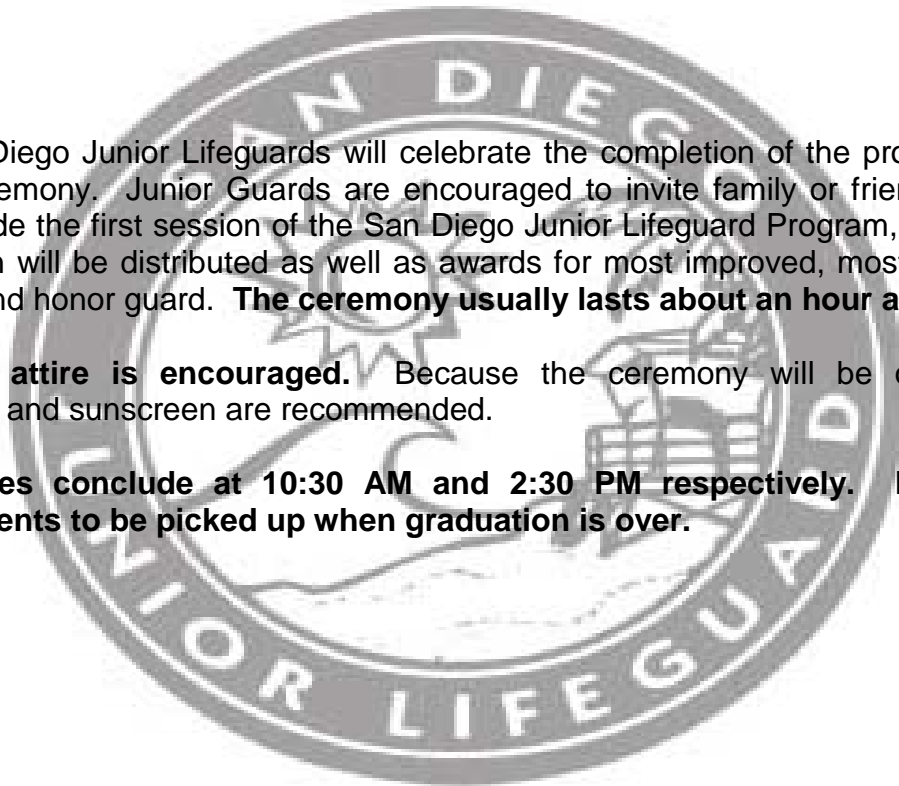 SAN DIEGO
Diego Junior Lifeguards will celebrate the completion of the pro
emony. Junior Guards are encouraged to invite family or frien
de the first session of the San Diego Junior Lifeguard Program,
n will be distributed as well as awards for most improved, most
nd honor guard. The ceremony usually lasts about an hour a
attire is encouraged. Because the ceremony will be o
and sunscreen are recommended.
es conclude at 10:30 AM and 2:30 PM respectively.
ents to be picked up when graduation is over.
JUNIOR LIFEGUARD